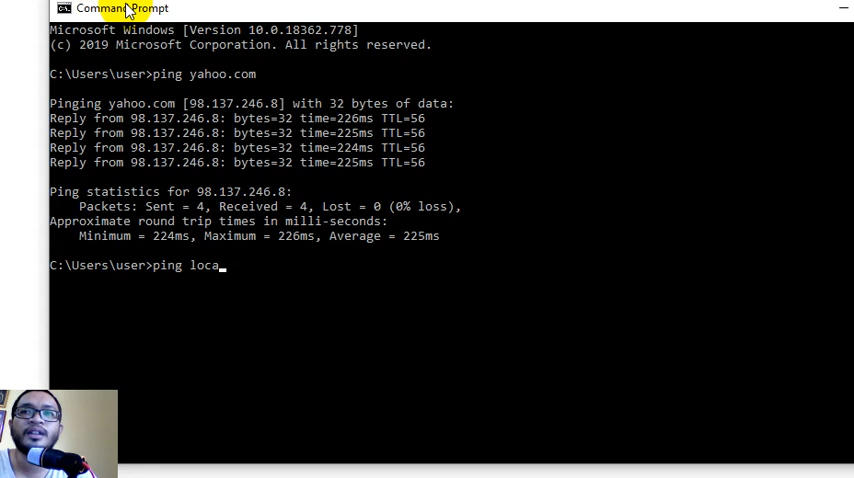 Command Prompt
Microsoft Windows [Version 10.0.18362.778]
(c) 2019 Microsoft Corporation. All rights reserved.
C:\Users\user>ping yahoo.com
Pinging yahoo.com [98.137.246.8] with 32 bytes of data:
Reply from 98.137.246.8: bytes=32 time=226ms TTL=56
Reply from 98.137.246.8: bytes=32 time=225ms TTL=56
Reply from 98.137.246.8: bytes=32 time=224ms TTL=56
Reply from 98.137.246.8: bytes=32 time=225ms TTL=56
Ping statistics for 98.137.246.8:
Packets: Sent = 4, Received = 4, Lost = 0 (0% loss),
Approximate round trip times in milli-seconds:
Minimum = 224ms, Maximum = 226ms, Average = 225ms
C:\Users\user>ping loca